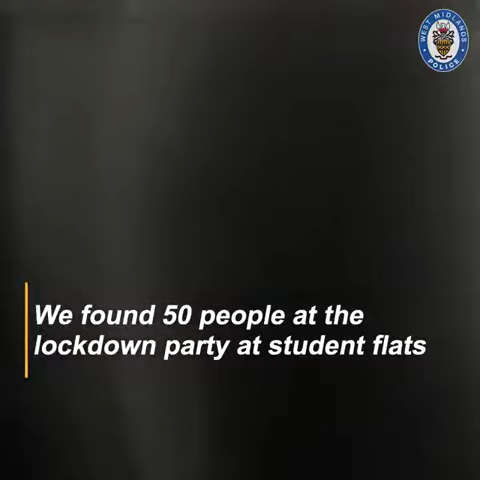 WEST MIDLANDS
POLICE
We found 50 people at the
lockdown party at student flats